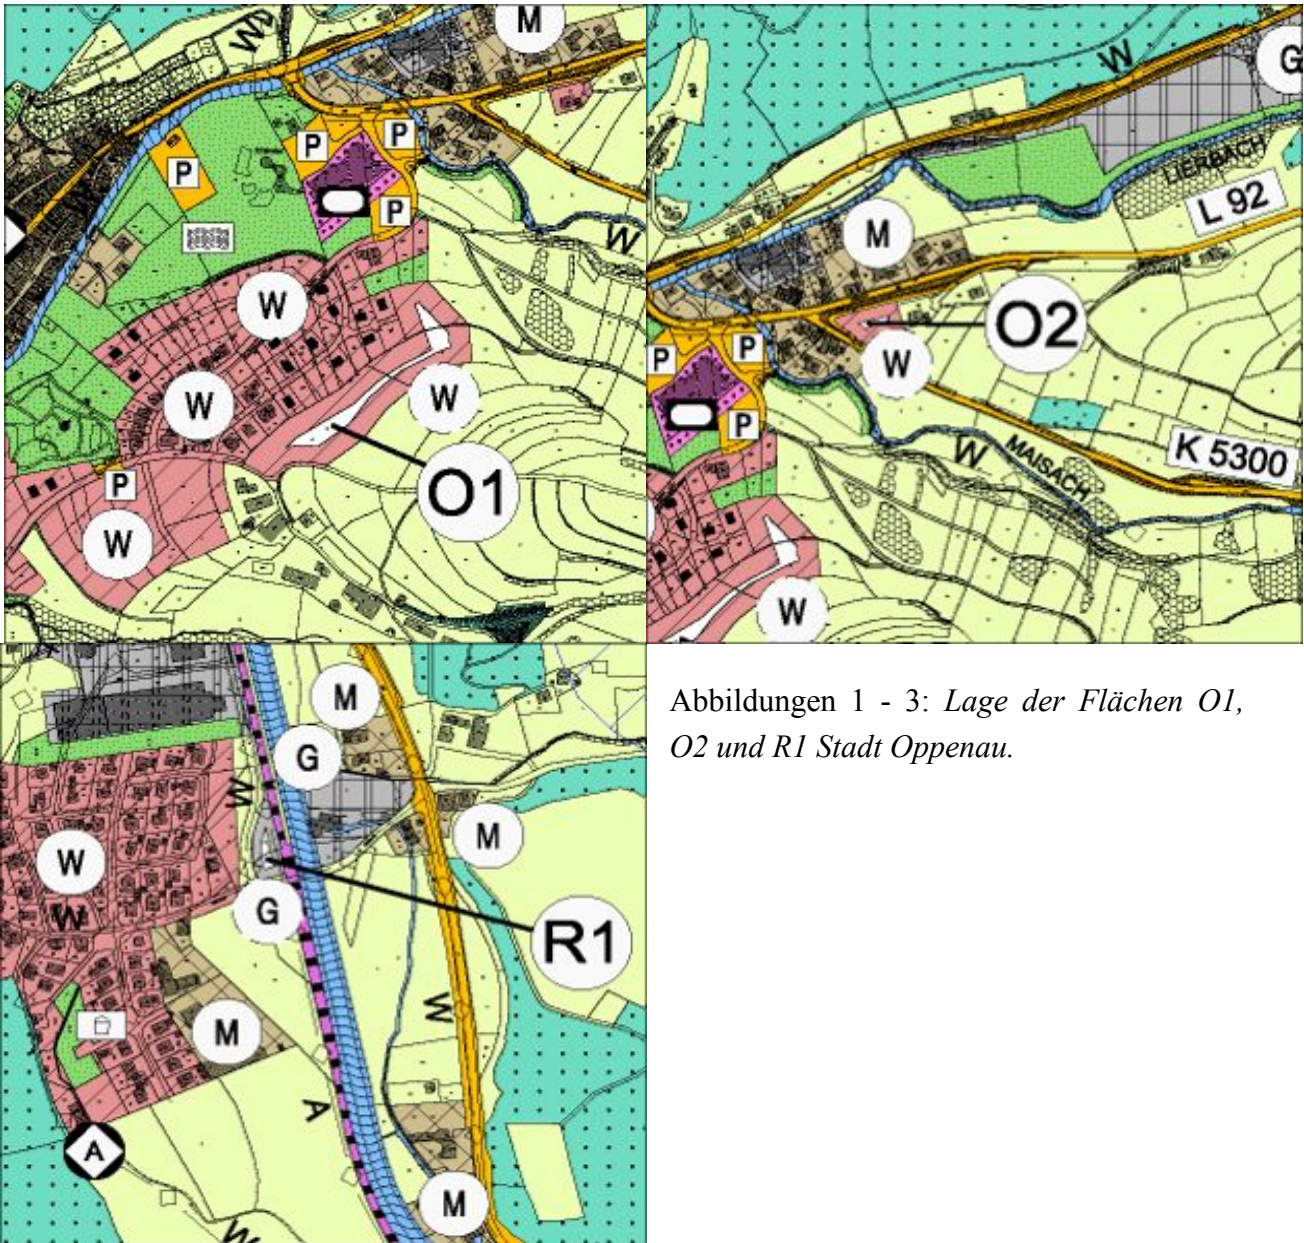 W
M
P
P
P
P
W
W
W
W
O1
P
W
W
G
LIERBACH
L 92
M
O2
P
P
W
P
K 5300
W
MAISACH
W
M
G
W
M
W
W
G
R1
M
W
A
A
M
W
Abbildungen 1 - 3: Lage der Flächen O1,
O2 und R1 Stadt Oppenau.